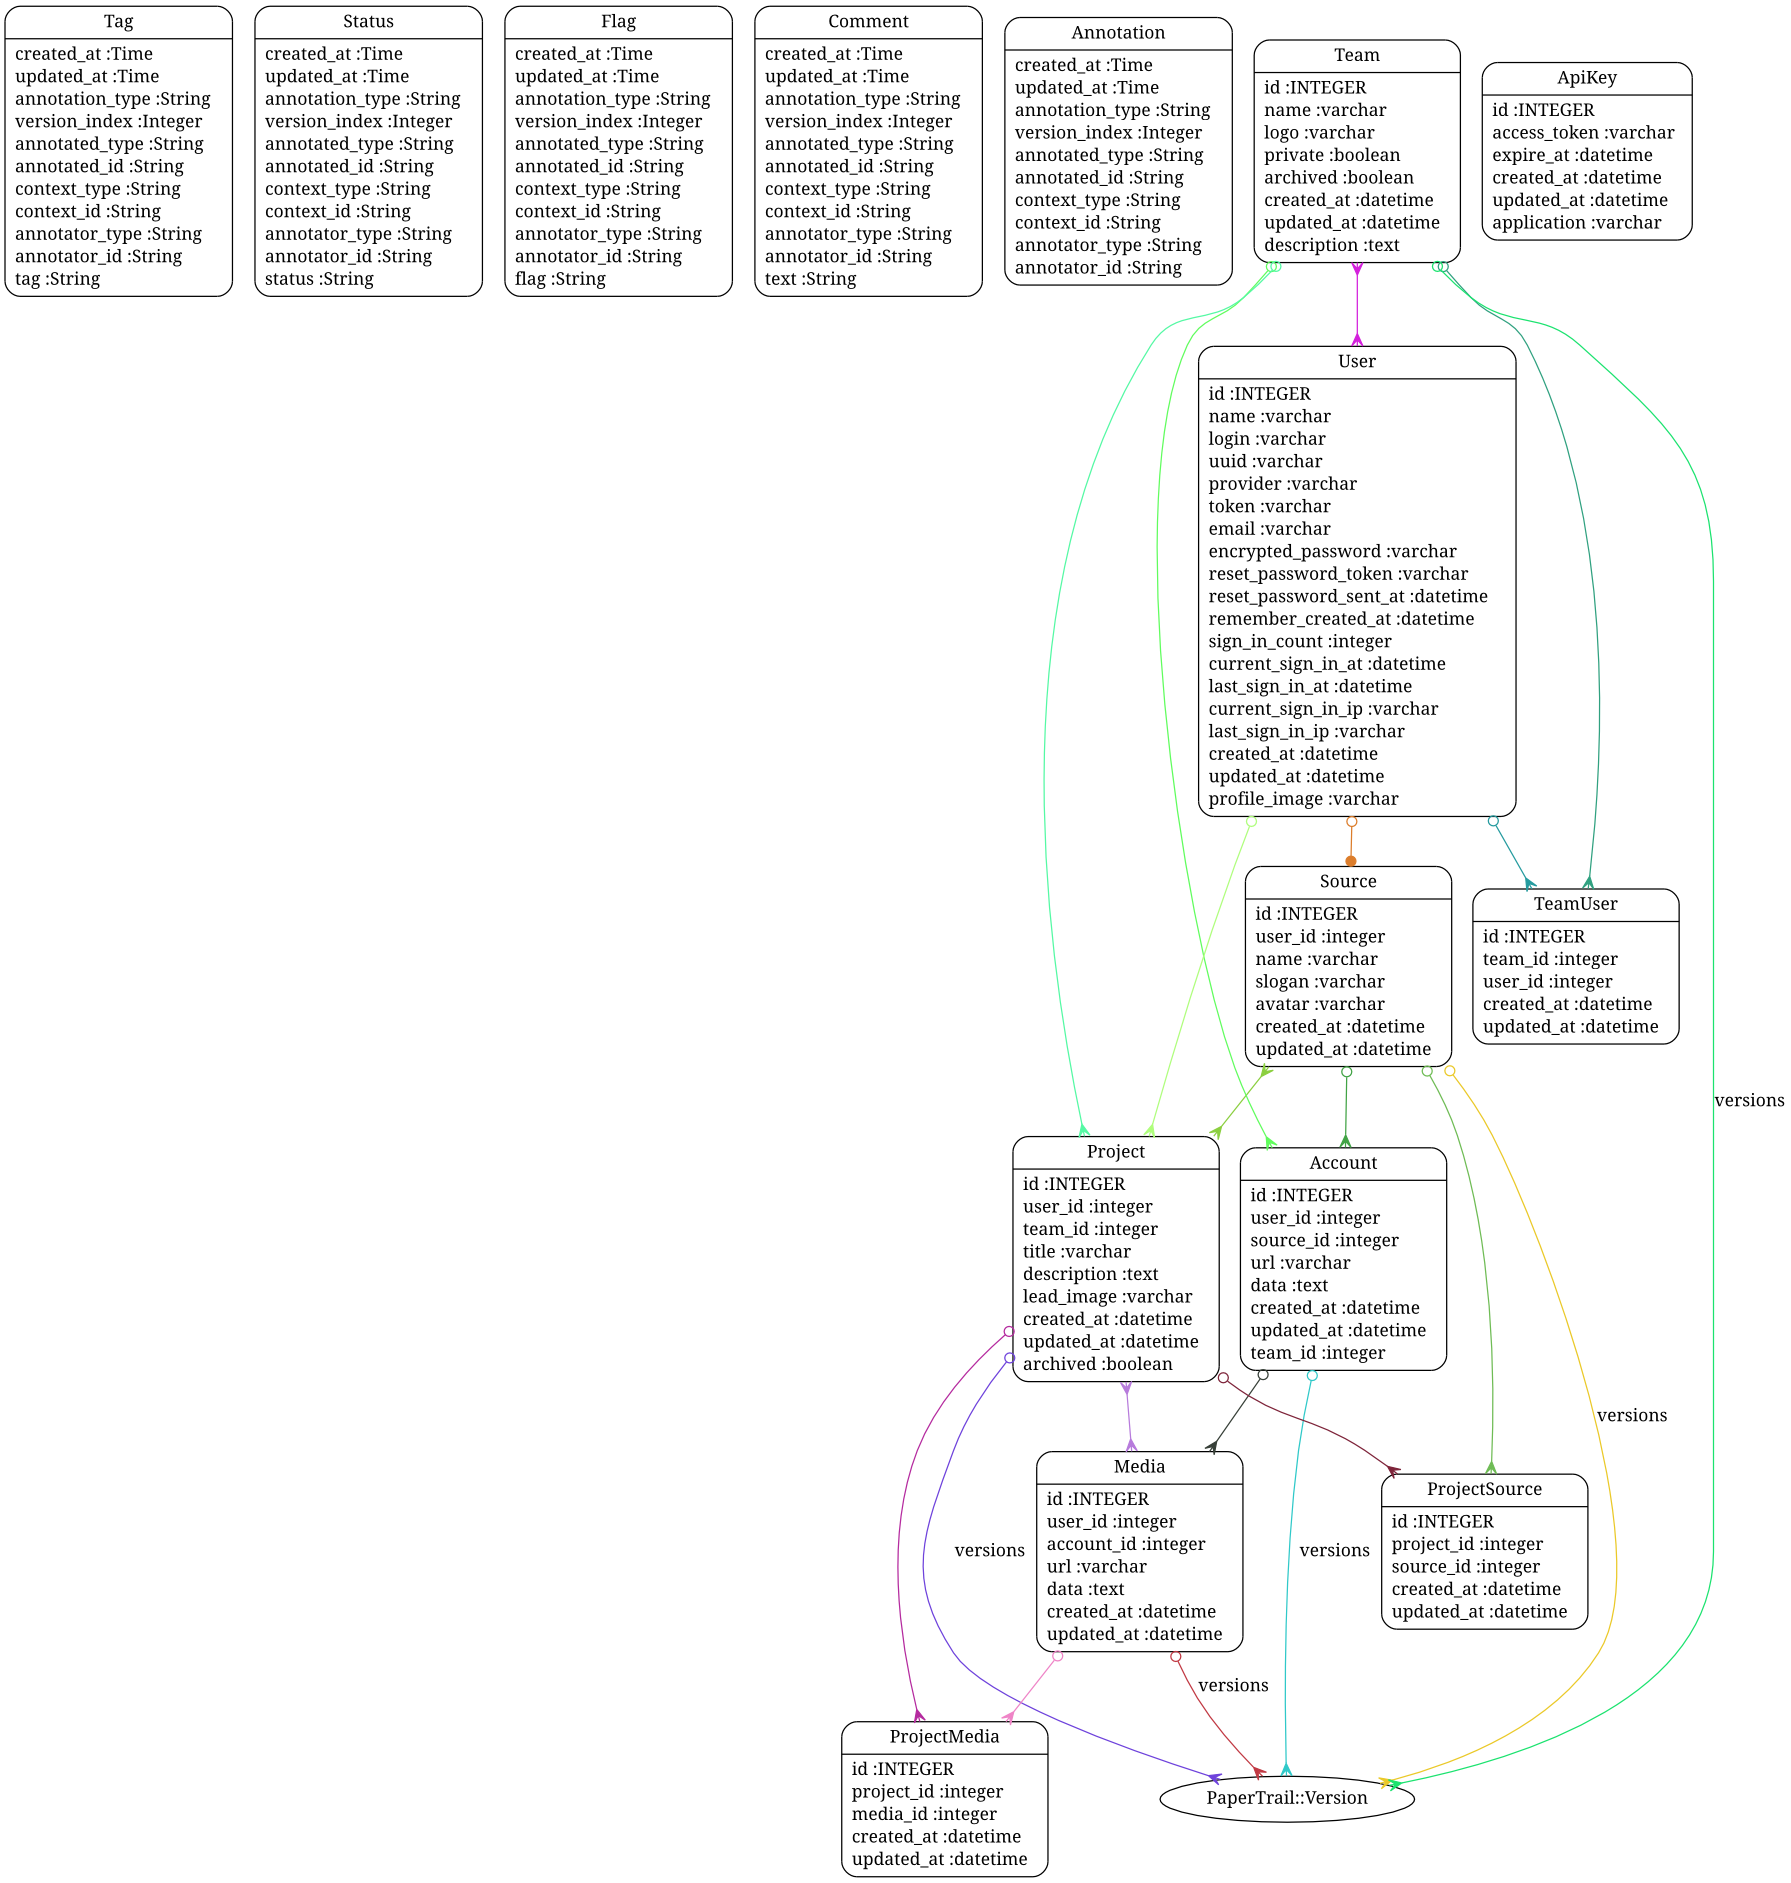 Tag
created_at :Time
updated_at :Time
annotation_type :String
version_index :Integer
annotated_type :String
annotated_id :String
context_type :String
context_id :String
annotator_type :String
annotator_id :String
tag :String
Status
created_at :Time
updated_at :Time
annotation_type :String
version_index :Integer
annotated_type :String
annotated_id :String
context_type :String
context_id :String
annotator_type :String
annotator_id :String
status :String
Flag
created_at :Time
updated_at :Time
annotation_type :String
version_index :Integer
annotated_type :String
annotated_id :String
context_type :String
context_id :String
annotator_type :String
annotator_id :String
flag :String
Comment
created_at :Time
updated_at :Time
annotation_type :String
version_index :Integer
annotated_type :String
annotated_id :String
context_type :String
context_id :String
annotator_type :String
annotator_id :String
text :String
Annotation
created_at :Time
updated_at :Time
annotation_type :String
version_index :Integer
annotated_type :String
annotated_id :String
context_type :String
context_id :String
annotator_type :String
annotator_id :String
Team
id :INTEGER
name :varchar
logo :varchar
private :boolean
archived :boolean
created_at :datetime
updated_at :datetime
description :text
ApiKey
id :INTEGER
access_token :varchar
expire_at :datetime
created_at :datetime
updated_at :datetime
application :varchar
User
id :INTEGER
name :varchar
login :varchar
uuid :varchar
provider :varchar
token :varchar
email :varchar
encrypted_password :varchar
reset_password_token :varchar
reset_password_sent_at :datetime
remember_created_at :datetime
sign_in_count :integer
current_sign_in_at :datetime
last_sign_in_at :datetime
current_sign_in_ip :varchar
last_sign_in_ip :varchar
created_at :datetime
updated_at :datetime
profile_image :varchar
Source
id :INTEGER
user_id :integer
name :varchar
slogan :varchar
avatar :varchar
created_at :datetime
updated_at :datetime
TeamUser
id :INTEGER
team_id :integer
user_id :integer
created_at :datetime
updated_at :datetime
versions
Project
id :INTEGER
user_id :integer
team_id :integer
title :varchar
description :text
lead_image :varchar
created_at :datetime
updated_at :datetime
archived :boolean
Account
id :INTEGER
user_id :integer
source_id :integer
url :varchar
data :text
created_at :datetime
updated_at :datetime
team_id :integer
versions
versions
Media
id :INTEGER
user_id :integer
account_id :integer
url :varchar
data :text
created_at :datetime
updated_at :datetime
versions
ProjectSource
id :INTEGER
project_id :integer
source_id :integer
created_at :datetime
updated_at :datetime
versions
ProjectMedia
id :INTEGER
project_id :integer
media_id :integer
created_at :datetime
updated_at :datetime
PaperTrail::Version